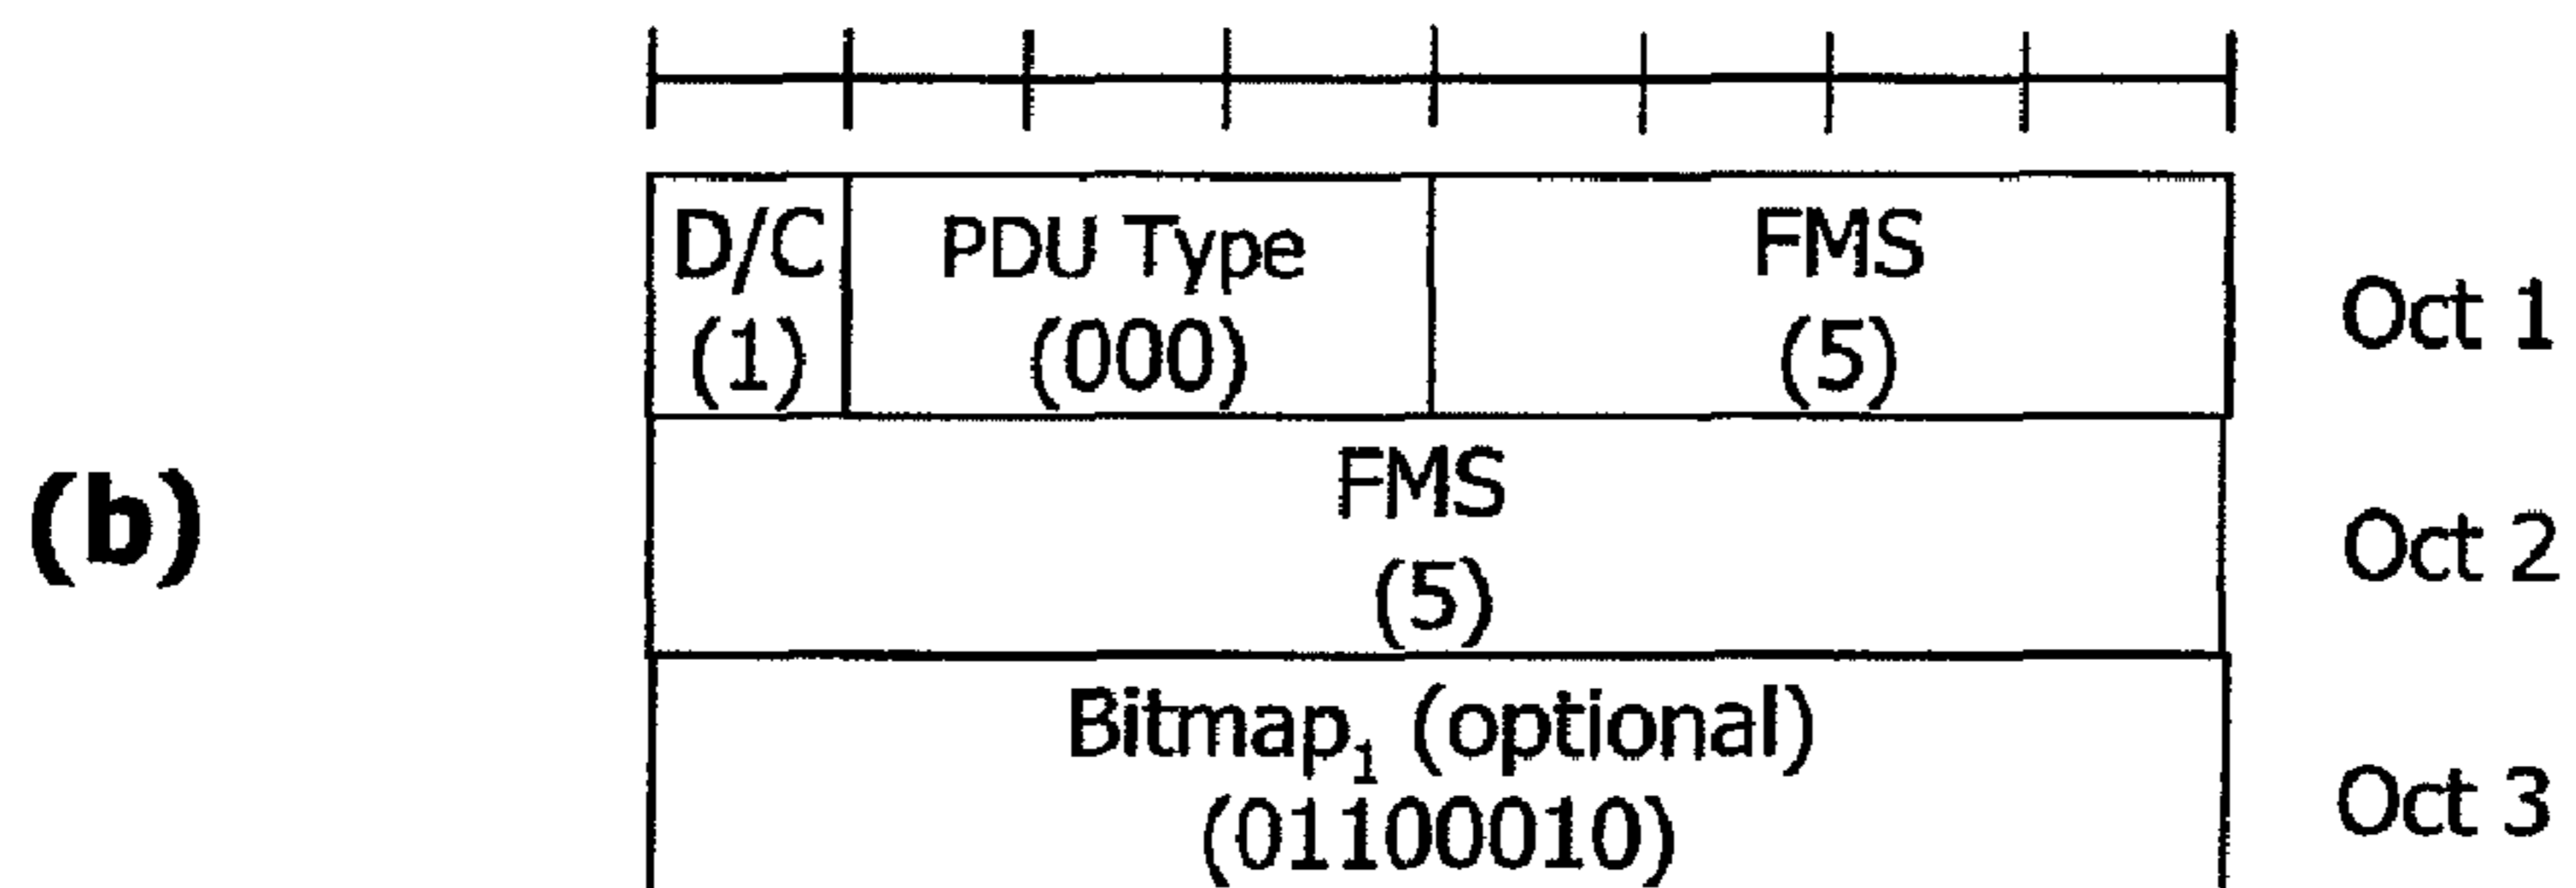 D/C PDU Type FMS
(1) (000) (5) Oct 1
(b) FMS
(5) Oct 2
Bitmap₁ (optional)
(01100010) Oct 3